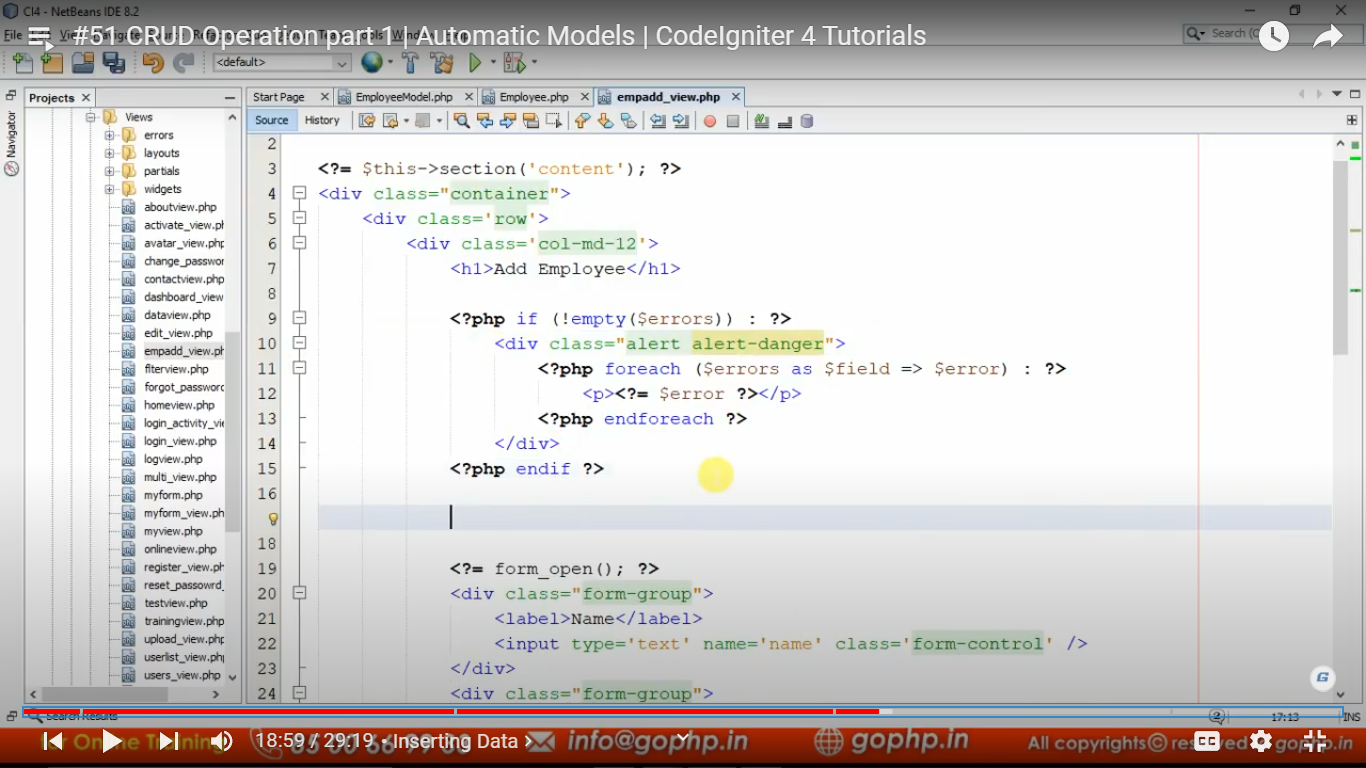 CI4 - NetBeans IDE 8.2
#51 CRUD Operation part 1 | Automatic Models | CodeIgniter 4 Tutorials
File
Search (C
<default>
Projects
Start Page
EmployeeModel.php
Employee.php
empadd_view.php
Navigator
Source
History
Views
errors
layouts
partials
widgets
aboutview.php
activate_view.ph
avatar_view.php
change_passwor
contactview.php
dashboard_view
dataview.php
edit_view.php
empadd_view.ph
flterview.php
forgot_password
homeview.php
login_activity_vie
login_view.php
logview.php
multi_view.php
myform.php
myform_view.ph
myview.php
onlineview.php
register_view.ph
reset_passowrd_
testview.php
trainingview.php
upload_view.php
userlist_view.php
users_view.php
2
3 <?= $this->section('content'); ?>
4 <div class="container">
5 <div class='row'>
6 <div class='col-md-12'>
7 <h1>Add Employee</h1>
8
9 <?php if (!empty($errors)) : ?>
10 <div class="alert alert-danger">
11 <?php foreach ($errors as $field => $error) : ?>
12 <p><?= $error ?></p>
13 <?php endforeach ?>
14 </div>
15 <?php endif ?>
16
18
19 <?= form_open(); ?>
20 <div class="form-group">
21 <label>Name</label>
22 <input type='text' name='name' class='form-control' />
23 </div>
24 <div class="form-group">
G
Search Results
2
17:13
INS
for Online Training
18:59 / 29:19 • Inserting Data
info@gophp.in
gophp.in
All copyrights© reserved gophp.in
CC